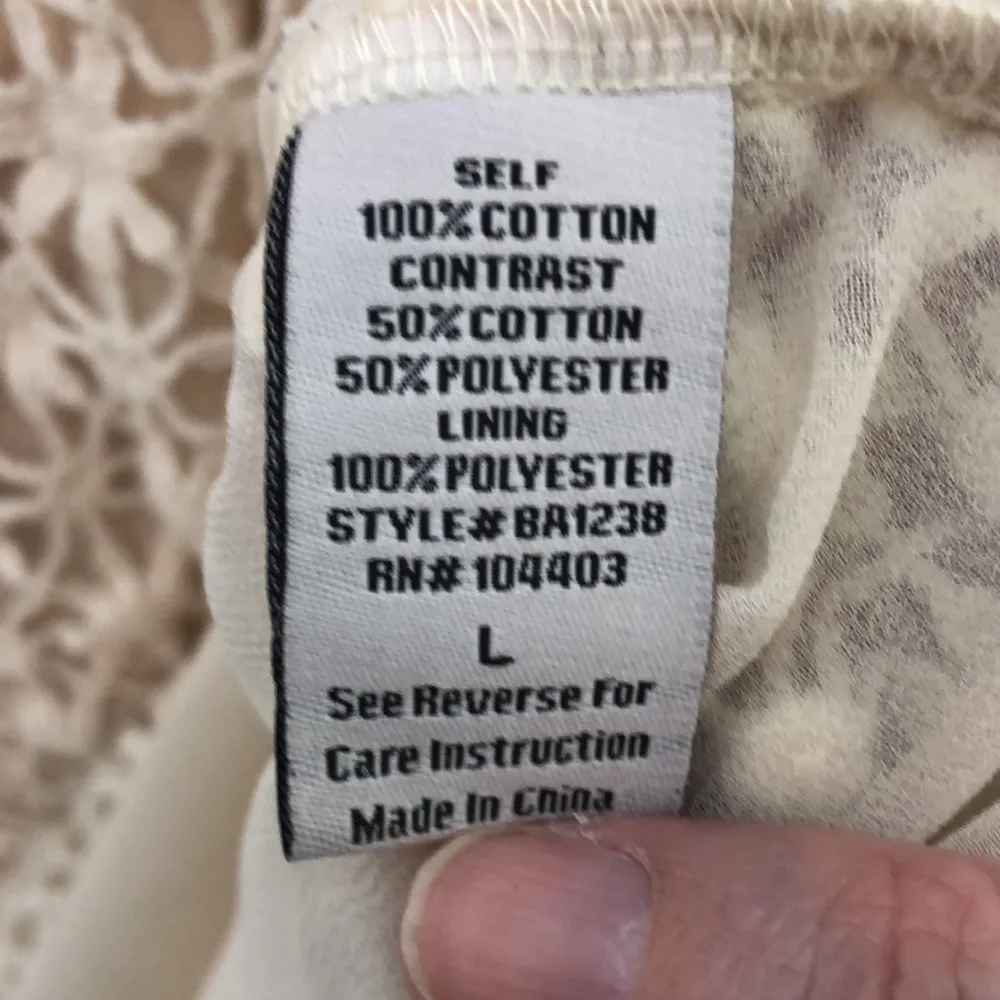 SELF
100% COTTON
CONTRAST
50% COTTON
50% POLYESTER
LINING
100% POLYESTER
STYLE# BA1238
RN# 104403
L
See Reverse For
Care Instruction
Made In China